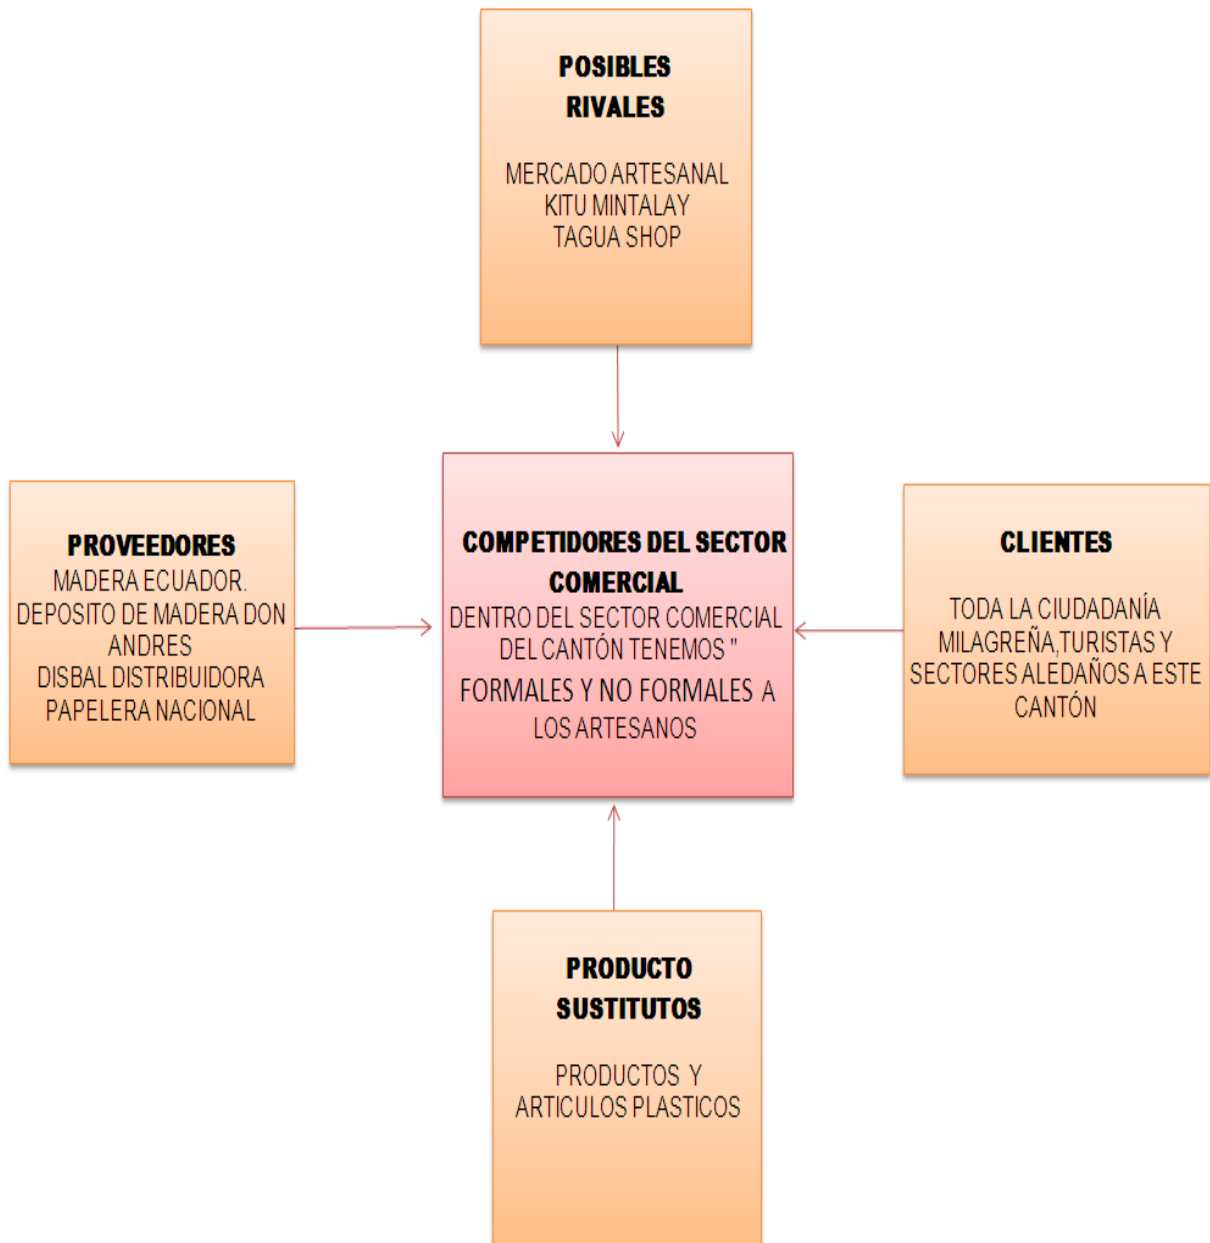 POSIBLES
RIVALES
MERCADO ARTESANAL
KITU MINTALAY
TAGUA SHOP
PROVEEDORES
MADERA ECUADOR.
DEPOSITO DE MADERA DON
ANDRES
DISBAL DISTRIBUIDORA
PAPELERA NACIONAL
COMPETIDORES DEL SECTOR
COMERCIAL
DENTRO DEL SECTOR COMERCIAL
DEL CANTÓN TENEMOS "
FORMALES Y NO FORMALES A
LOS ARTESANOS
CLIENTES
TODA LA CIUDADANÍA
MILAGREÑA,TURISTAS Y
SECTORES ALEDAÑOS A ESTE
CANTÓN
PRODUCTO
SUSTITUTOS
PRODUCTOS Y
ARTICULOS PLASTICOS